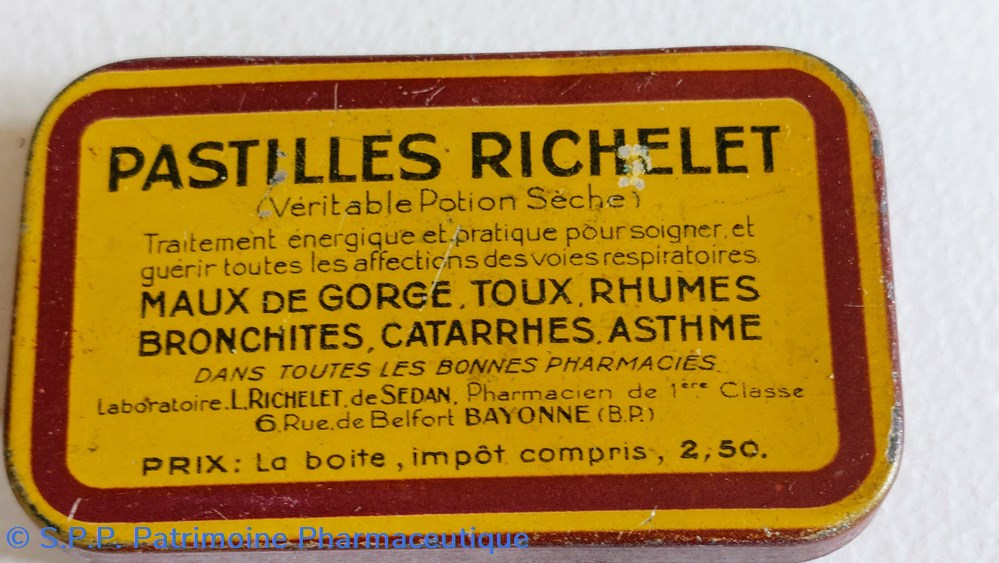 PASTILLES RICHELET
(Véritable Potion Sèche)
Traitement énergique et pratique pour soigner, et
guérir toutes les affections des voies respiratoires.
MAUX DE GORGE, TOUX, RHUMES
BRONCHITES, CATARRHES, ASTHME
DANS TOUTES LES BONNES PHARMACIES.
Laboratoire. L. RICHELET, de SEDAN, Pharmacien de 1ère Classe
6, Rue. de Belfort BAYONNE (B.P.)
PRIX: La boite, impôt compris, 2,50.
© S.P.P. Patrimoine Pharmaceutique